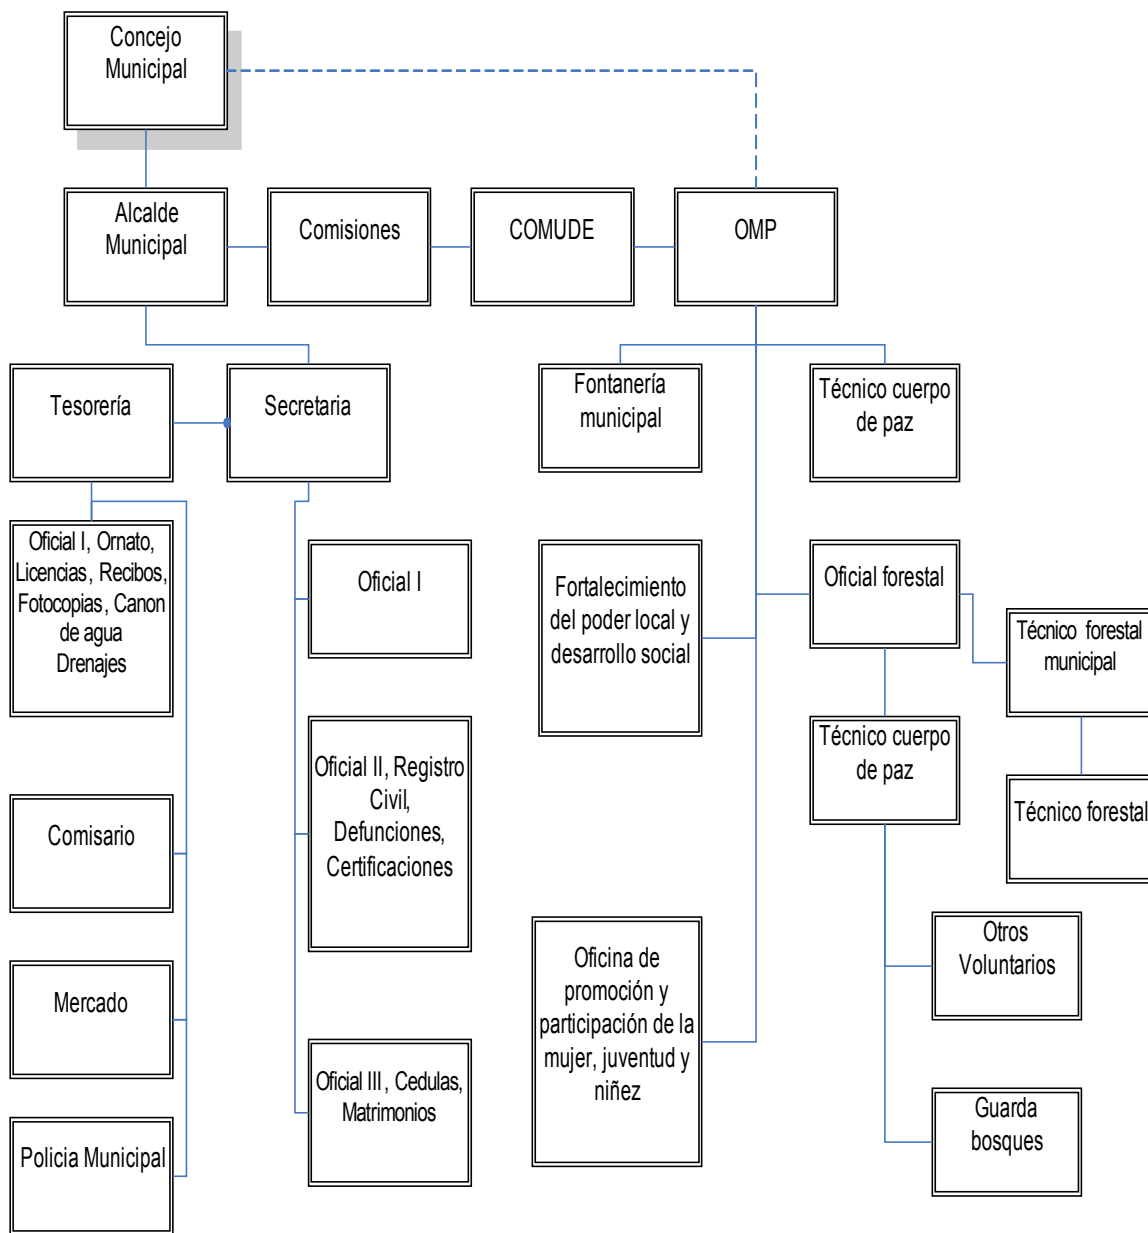 Concejo
Municipal
Alcalde
Municipal
Comisiones
COMUDE
OMP
Tesorería
Secretaria
Fontanería
municipal
Técnico cuerpo
de paz
Oficial I, Ornato,
Licencias, Recibos,
Fotocopias, Canon
de agua
Drenajes
Oficial I
Fortalecimiento
del poder local y
desarrollo social
Oficial forestal
Técnico forestal
municipal
Oficial II, Registro
Civil,
Defunciones,
Certificaciones
Técnico cuerpo
de paz
Técnico forestal
Comisario
Oficina de
promoción y
participación de la
mujer, juventud y
niñez
Otros
Voluntarios
Mercado
Oficial III, Cedulas,
Matrimonios
Guarda
bosques
Policia Municipal